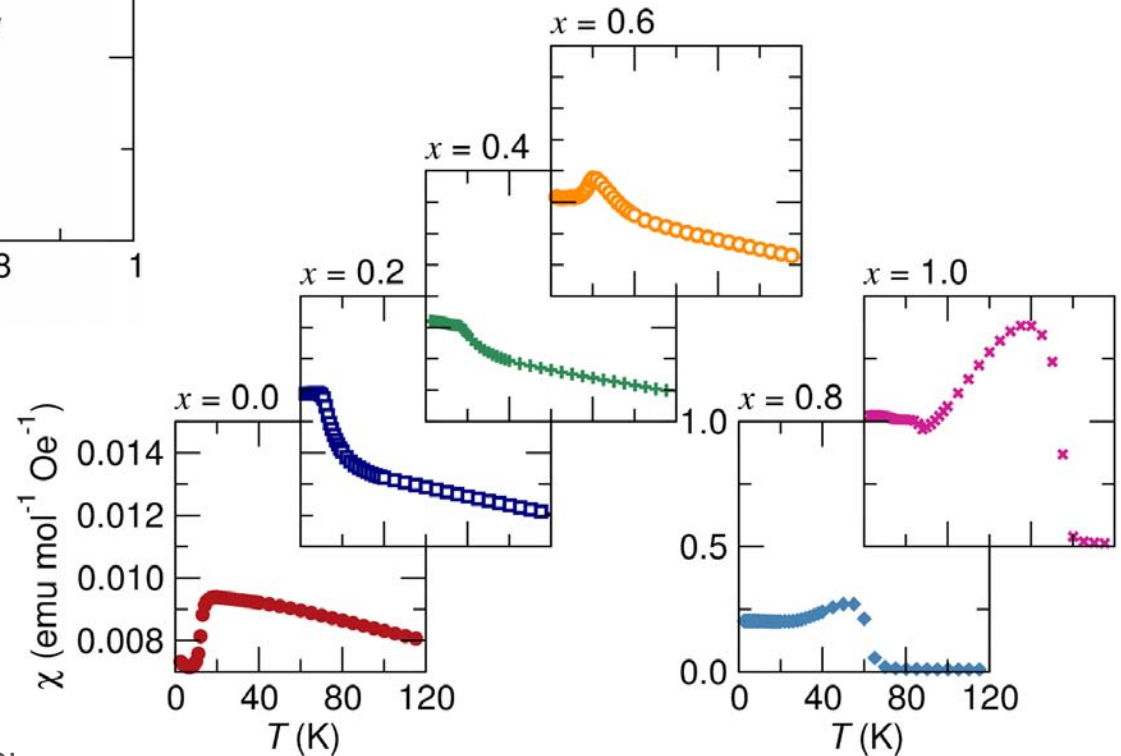 x = 0.6
x = 0.4
8 1
x = 0.2 x = 1.0
x = 0.0 1.0 x = 0.8
0.014
0.012 0.5
0.010
0.008 0.0
χ (emu mol⁻¹ Oe⁻¹)
0 40 80 120 0 40 80 120
T (K) T (K)